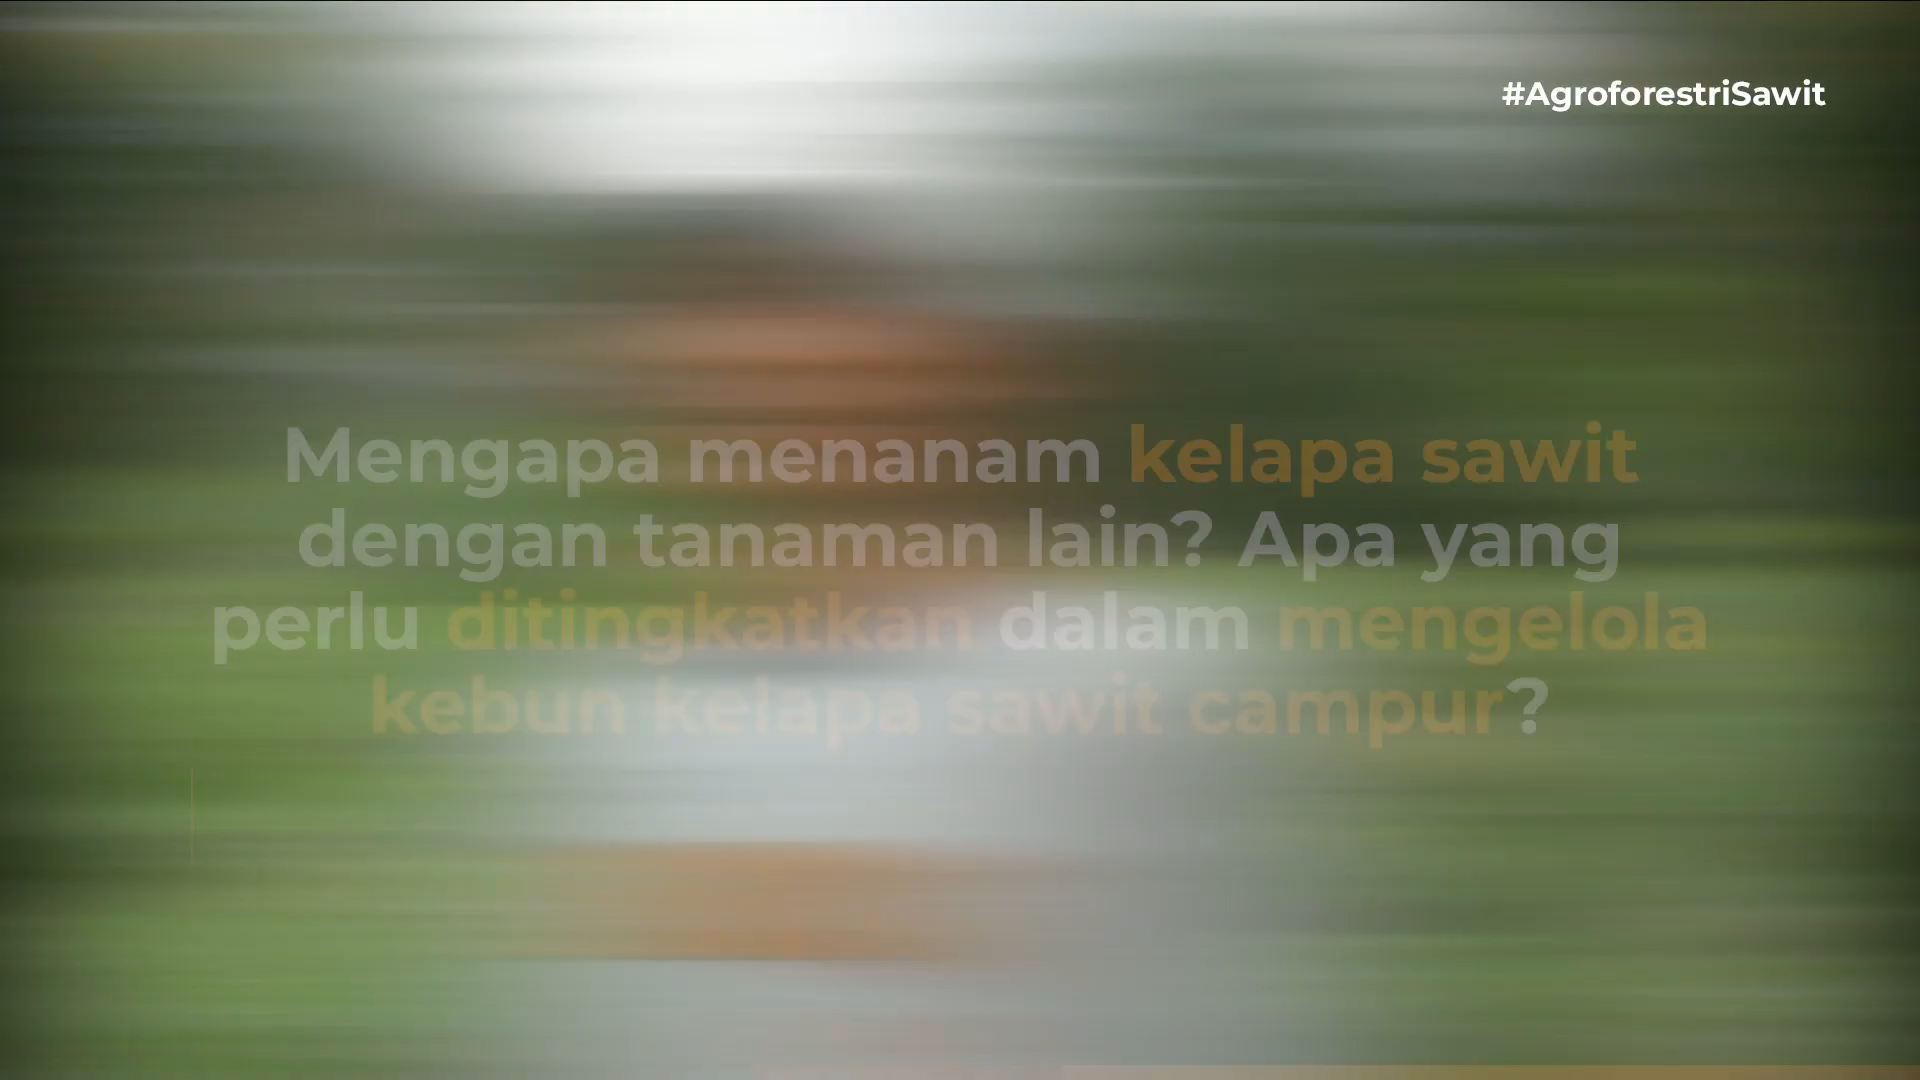 #AgroforestriSawit
Mengapa menanam kelapa sawit
dengan tanaman lain? Apa yang
perlu ditingkatkan dalam mengelola
kebun kelapa sawit campur?